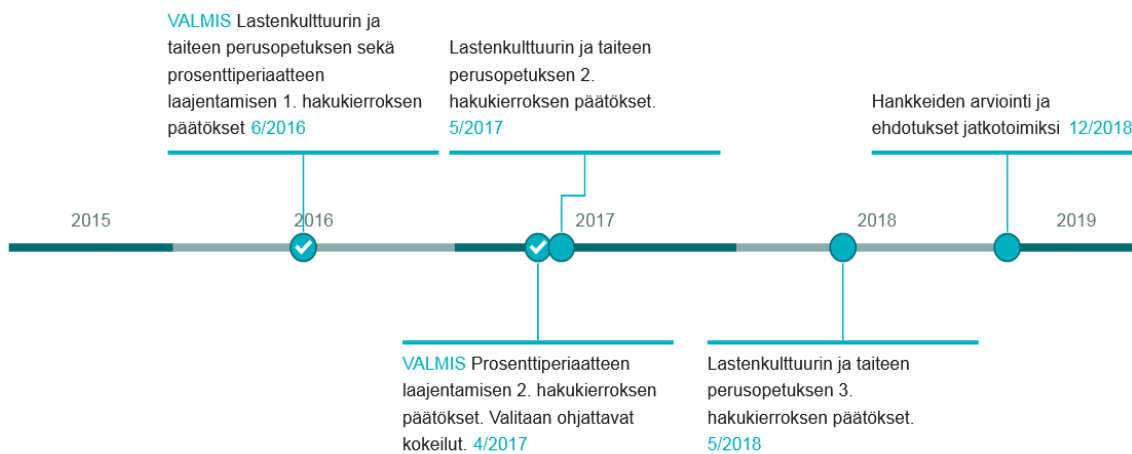 VALMIS Lastenkulttuurin ja
taiteen perusopetuksen sekä
prosenttiperiaatteen
laajentamisen 1. hakukierroksen
päätökset 6/2016
Lastenkulttuurin ja taiteen
perusopetuksen 2.
hakukierroksen päätökset.
5/2017
Hankkeiden arviointi ja
ehdotukset jatkotoimiksi 12/2018
2015
2016
2017
2018
2019
VALMIS Prosenttiperiaatteen
laajentamisen 2. hakukierroksen
päätökset. Valitaan ohjattavat
kokeilut. 4/2017
Lastenkulttuurin ja taiteen
perusopetuksen 3.
hakukierroksen päätökset.
5/2018